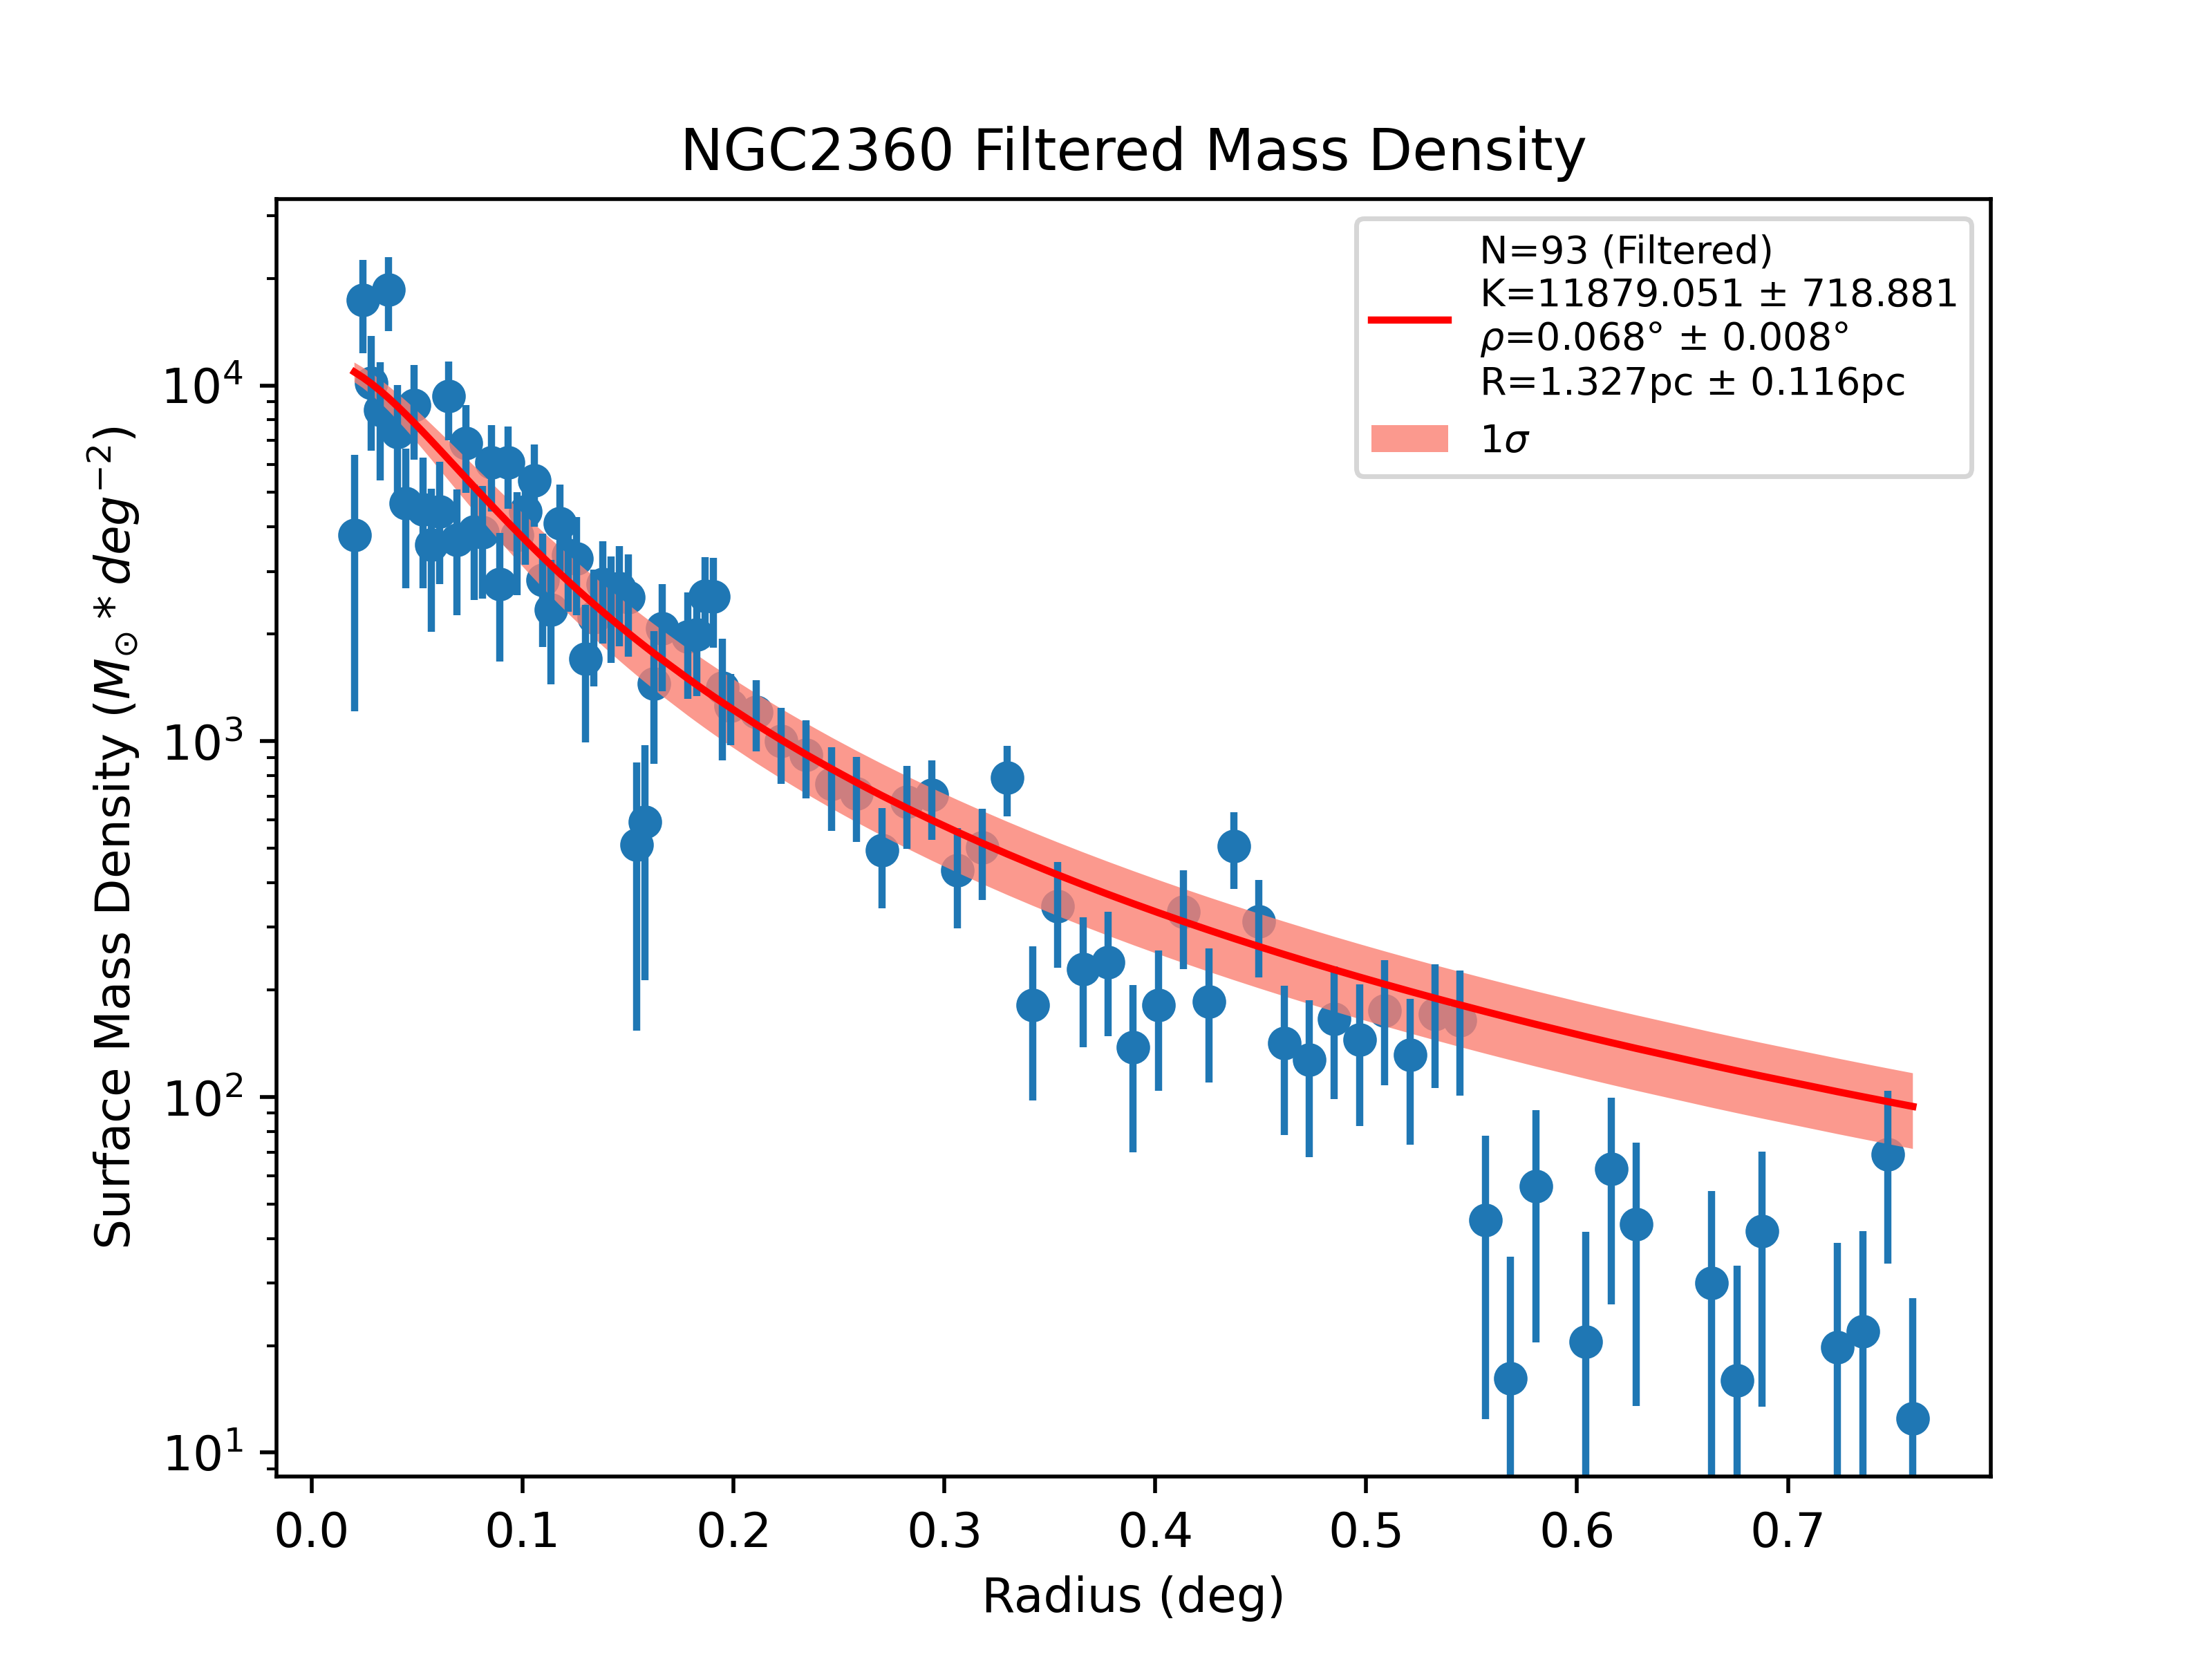 NGC2360 Filtered Mass Density
N=93 (Filtered)
K=11879.051 ± 718.881
ρ=0.068° ± 0.008°
R=1.327pc ± 0.116pc
1σ
Surface Mass Density (M⊙ * deg⁻²)
10⁴
10³
10²
10¹
0.0 0.1 0.2 0.3 0.4 0.5 0.6 0.7
Radius (deg)